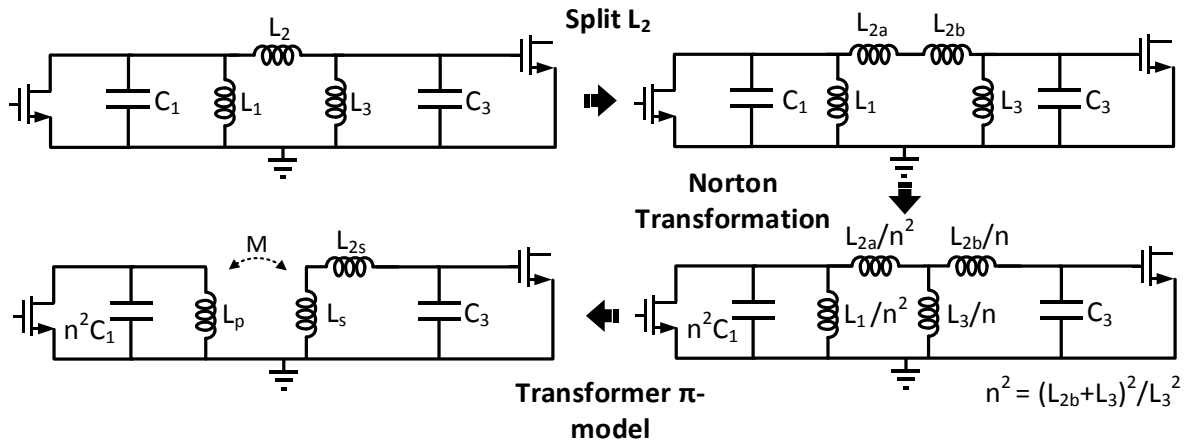 Split L₂
L₂
C₁
L₁
L₃
C₃
L₂ₐ
L₂b
C₁
L₁
L₃
C₃
Norton
Transformation
M
L₂ₛ
n²C₁
Lₚ
Lₛ
C₃
L₂ₐ/n²
L₂b/n
n²C₁
L₁/n²
L₃/n
C₃
Transformer π-
model
n² = (L₂b+L₃)²/L₃²